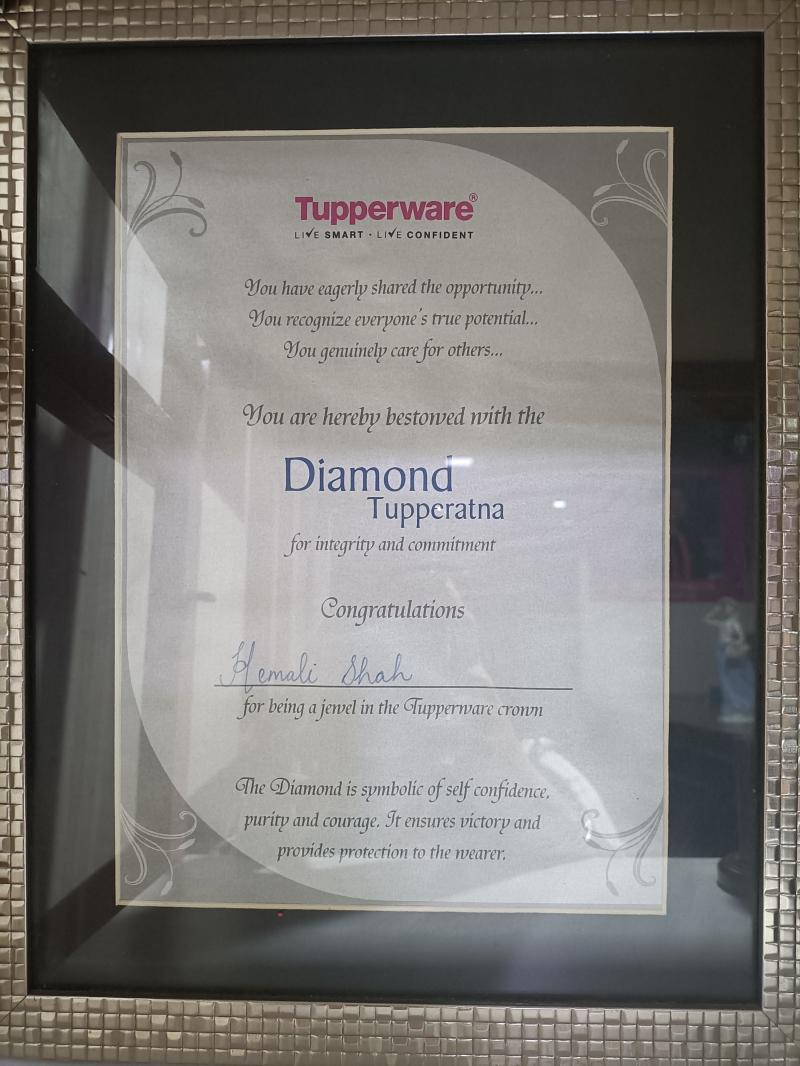 Tupperware®
LIVE SMART • LIVE CONFIDENT
You have eagerly shared the opportunity...
You recognize everyone's true potential...
You genuinely care for others...
You are hereby bestowed with the
Diamond
Tupperatna
for integrity and commitment
Congratulations
Hemali Shah
for being a jewel in the Tupperware crown
The Diamond is symbolic of self confidence,
purity and courage. It ensures victory and
provides protection to the wearer.